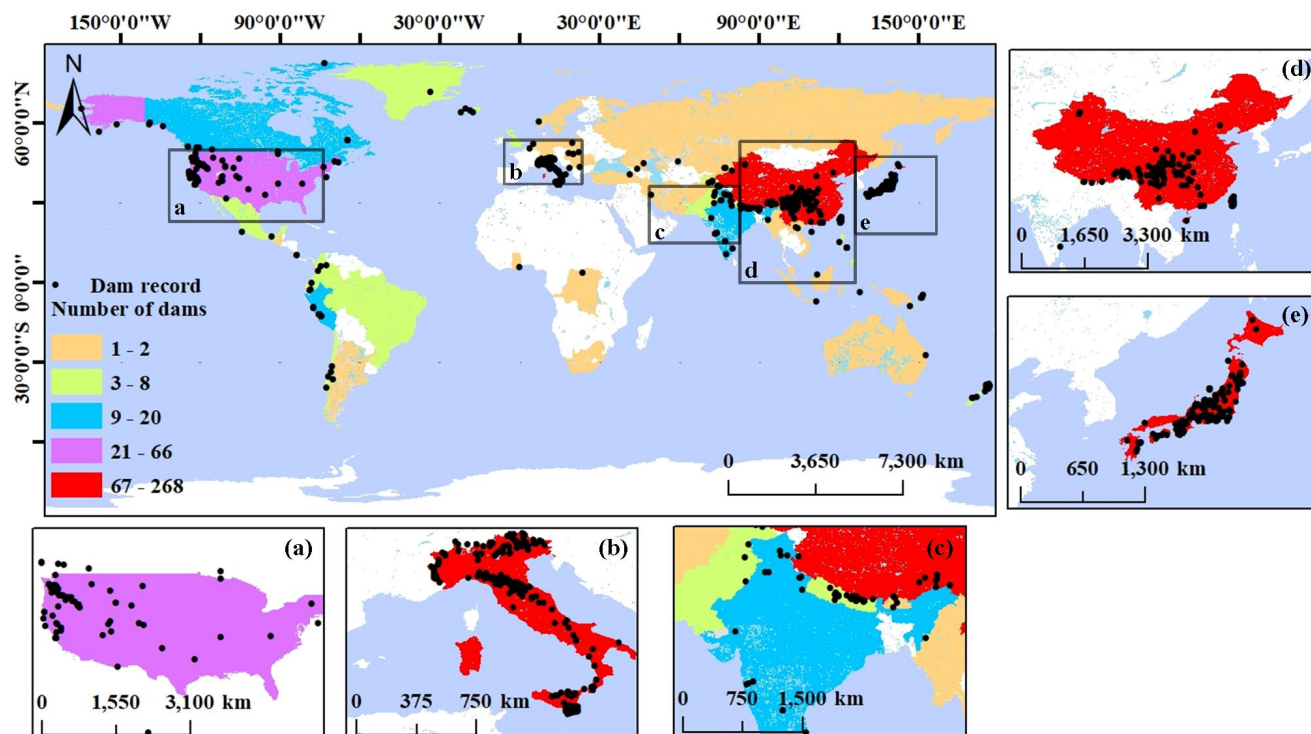 150°0'0"W 90°0'0"W 30°0'0"W 30°0'0"E 90°0'0"E 150°0'0"E
60°0'0"N
0°0'0"
30°0'0"S
N
a
b
c
d
e
Dam record
Number of dams
1 - 2
3 - 8
9 - 20
21 - 66
67 - 268
0 3,650 7,300 km
(d)
0 1,650 3,300 km
(e)
0 650 1,300 km
(a)
0 1,550 3,100 km
(b)
0 375 750 km
(c)
0 750 1,500 km